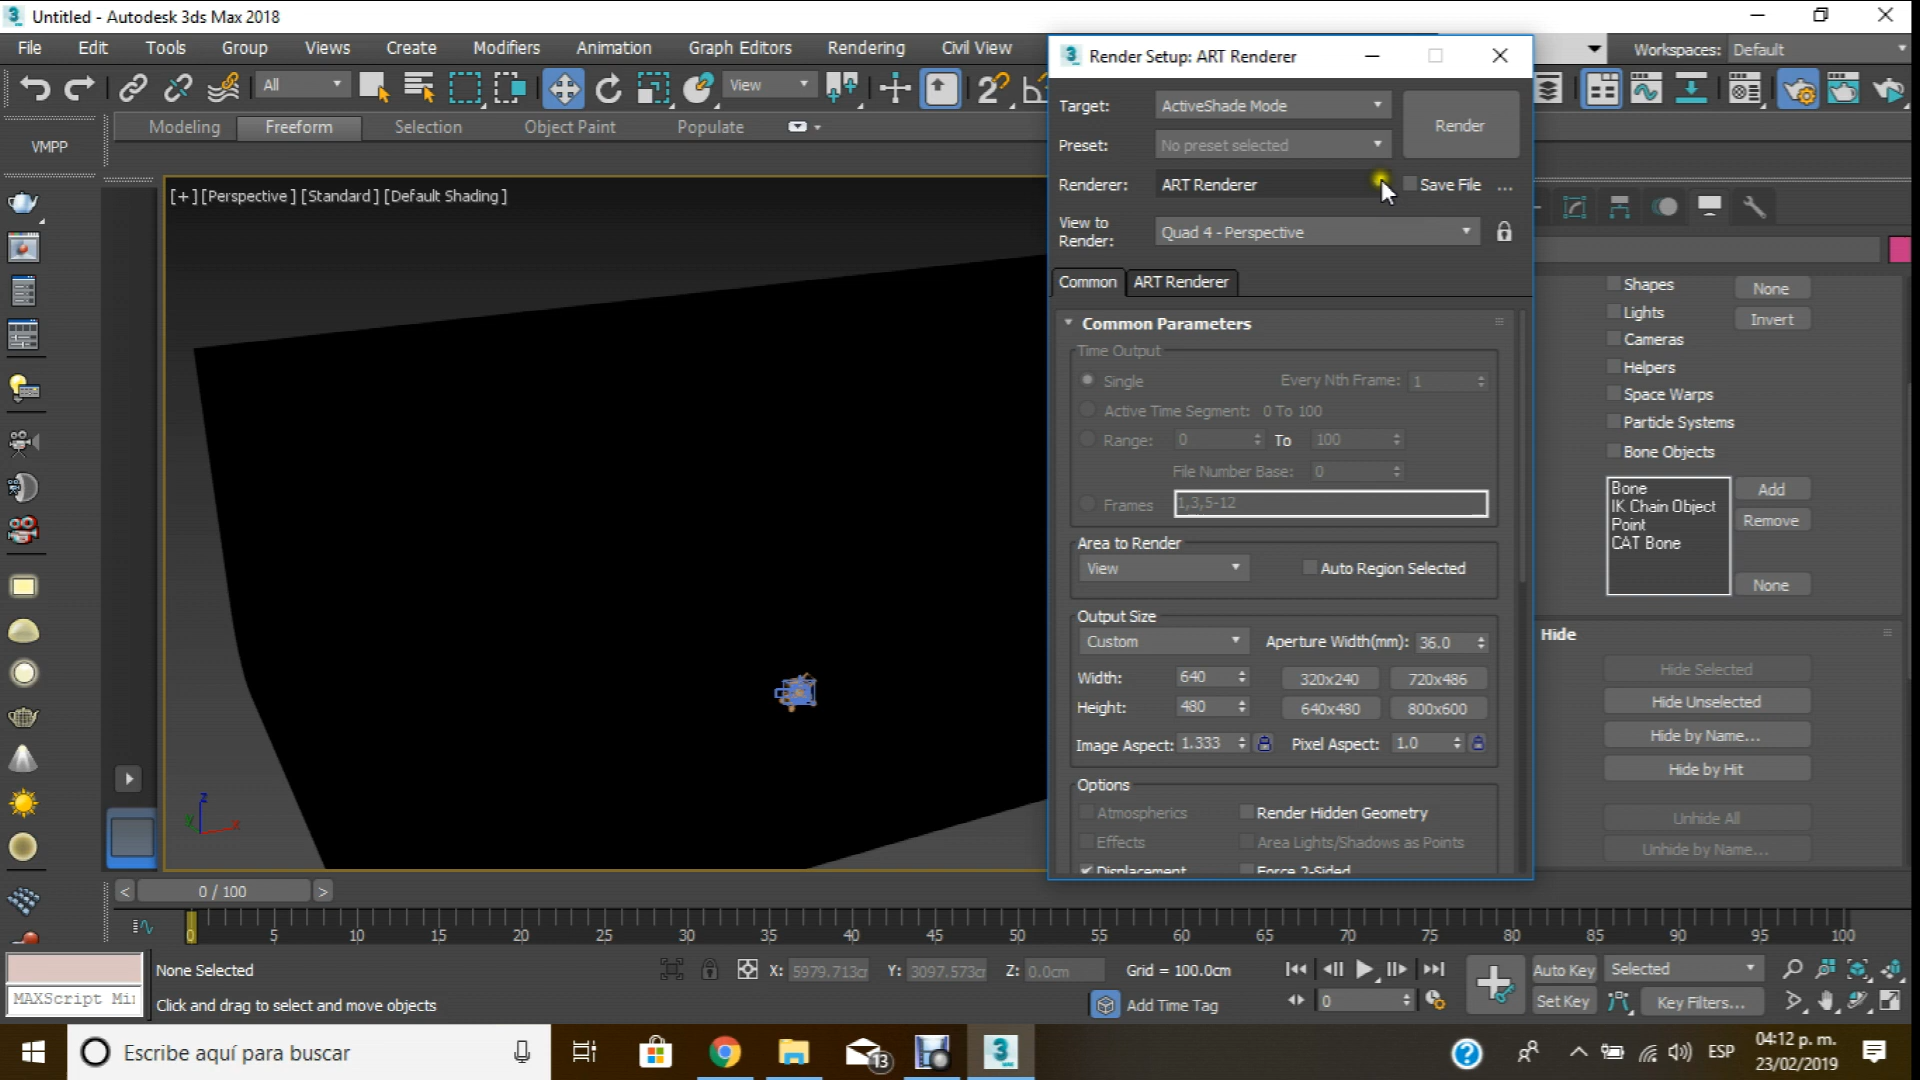 Untitled - Autodesk 3ds Max 2018
File Edit Tools Group Views Create Modifiers Animation Graph Editors Rendering Civil View
Workspaces: Default
All
View
Modeling Freeform Selection Object Paint Populate
VMPP
[+] [Perspective] [Standard] [Default Shading]
z
y
x
Render Setup: ART Renderer
Target: ActiveShade Mode
Render
Preset: No preset selected
Renderer: ART Renderer
Save File ...
View to
Render: Quad 4 - Perspective
Common ART Renderer
Common Parameters
Time Output
Single Every Nth Frame: 1
Active Time Segment: 0 To 100
Range: 0 To 100
File Number Base: 0
Frames 1,3,5-12
Area to Render
View Auto Region Selected
Output Size
Custom Aperture Width(mm): 36.0
Width: 640 320x240 720x486
Height: 480 640x480 800x600
Image Aspect: 1.333 Pixel Aspect: 1.0
Options
Atmospherics Render Hidden Geometry
Effects Area Lights/Shadows as Points
Displacement Force 2-Sided
Shapes None
Lights Invert
Cameras
Helpers
Space Warps
Particle Systems
Bone Objects
Bone
IK Chain Object
Point
CAT Bone
Add
Remove
None
Hide
Hide Selected
Hide Unselected
Hide by Name...
Hide by Hit
Unhide All
Unhide by Name...
< 0 / 100 >
0 5 10 15 20 25 30 35 40 45 50 55 60 65 70 75 80 85 90 95 100
None Selected
X: 5979.713cm Y: 3097.573cm Z: 0.0cm Grid = 100.0cm
Auto Key Selected
MAXScript Mi
Click and drag to select and move objects
Add Time Tag
0
Set Key Key Filters...
Escribe aquí para buscar
13
ESP
04:12 p. m.
23/02/2019